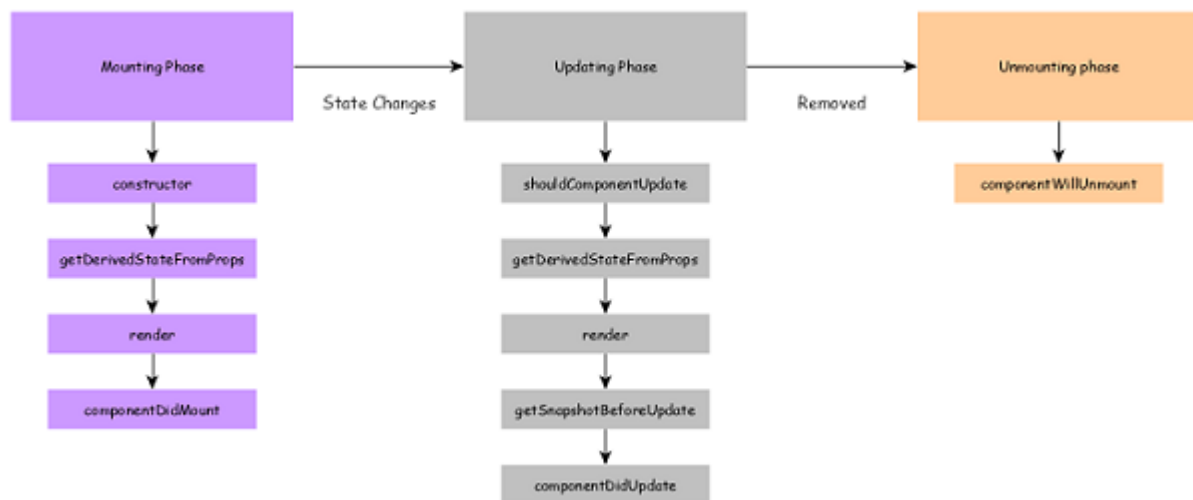 Mounting Phase
State Changes
Updating Phase
Removed
Unmounting phase
constructor
getDerivedStateFromProps
render
componentDidMount
shouldComponentUpdate
getDerivedStateFromProps
render
getSnapshotBeforeUpdate
componentDidUpdate
componentWillUnmount